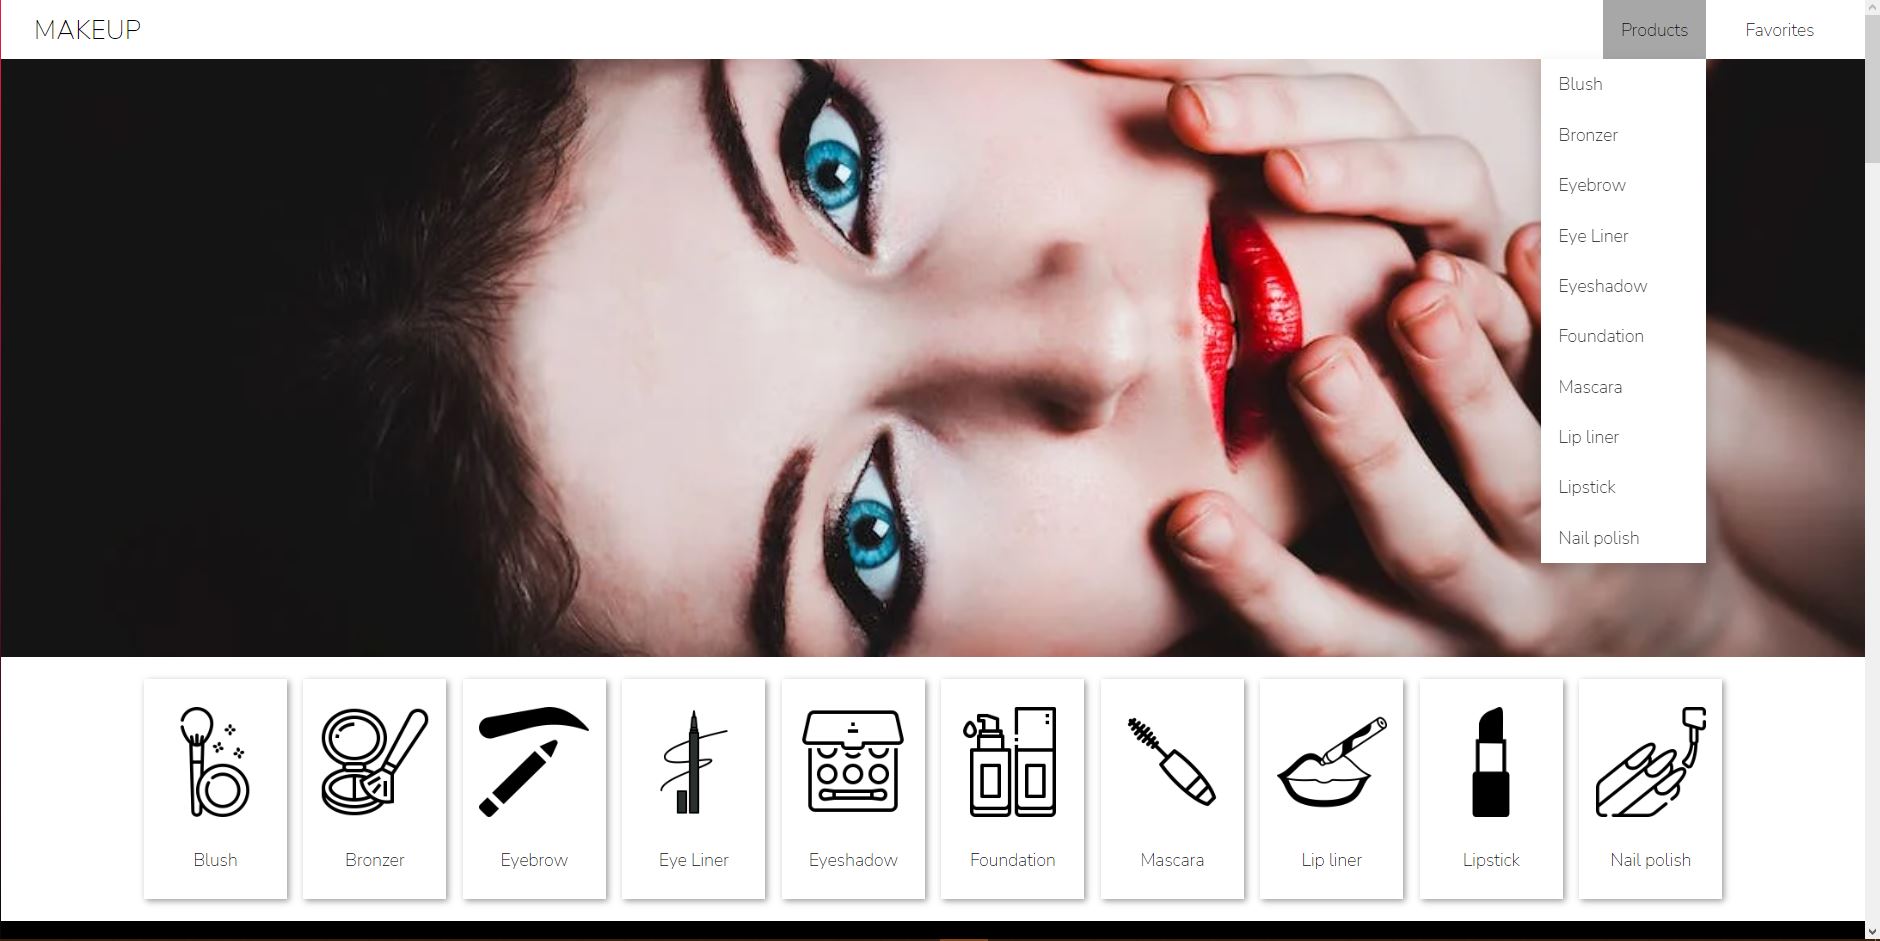 MAKEUP
Products
Favorites
Blush
Bronzer
Eyebrow
Eye Liner
Eyeshadow
Foundation
Mascara
Lip liner
Lipstick
Nail polish
Blush
Bronzer
Eyebrow
Eye Liner
Eyeshadow
Foundation
Mascara
Lip liner
Lipstick
Nail polish